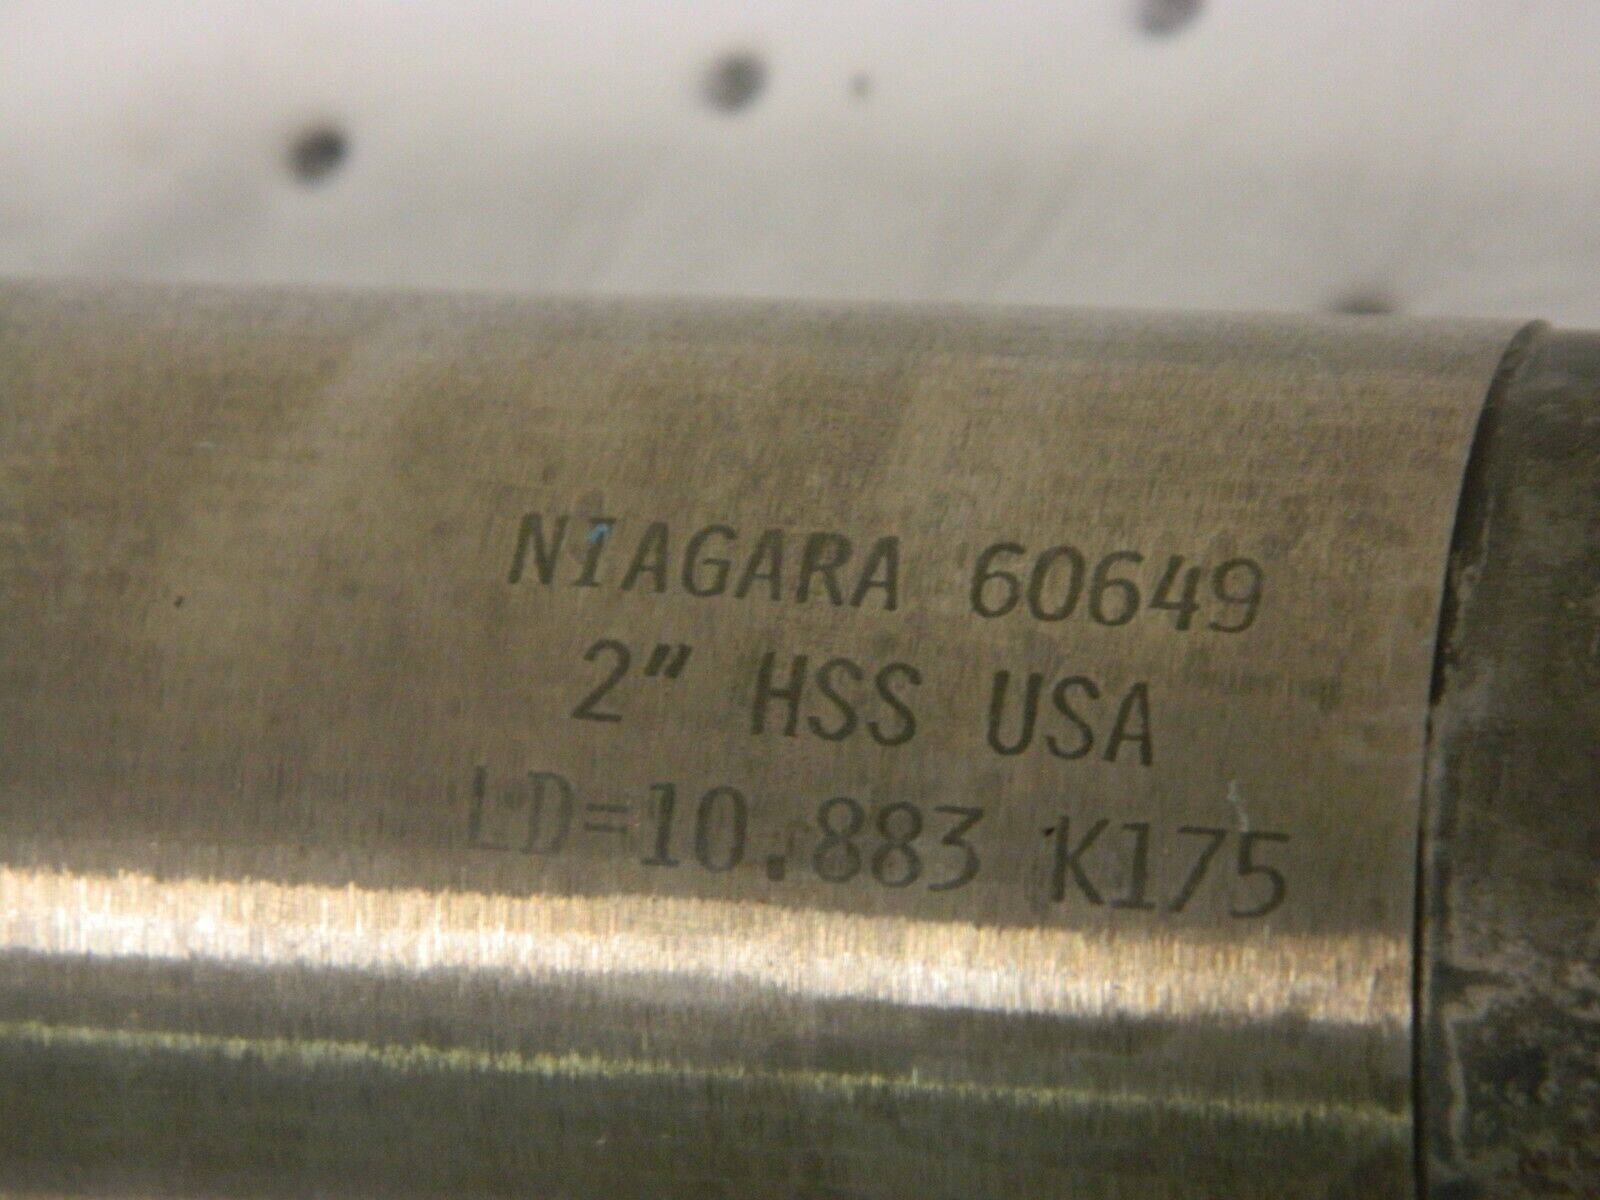 NIAGARA 60649
2" HSS USA
LD=10.883 K175